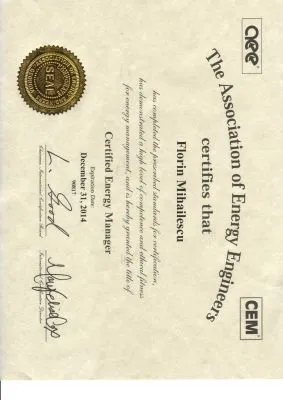 aee
CEM
The Association of Energy Engineers
certifies that
Florin Mihailescu
has completed the prescribed standards for certification,
has demonstrated a high level of competence and ethical fitness
for energy management, and is hereby granted the title of
Certified Energy Manager
Expiration Date:
December 31, 2014
SEAL